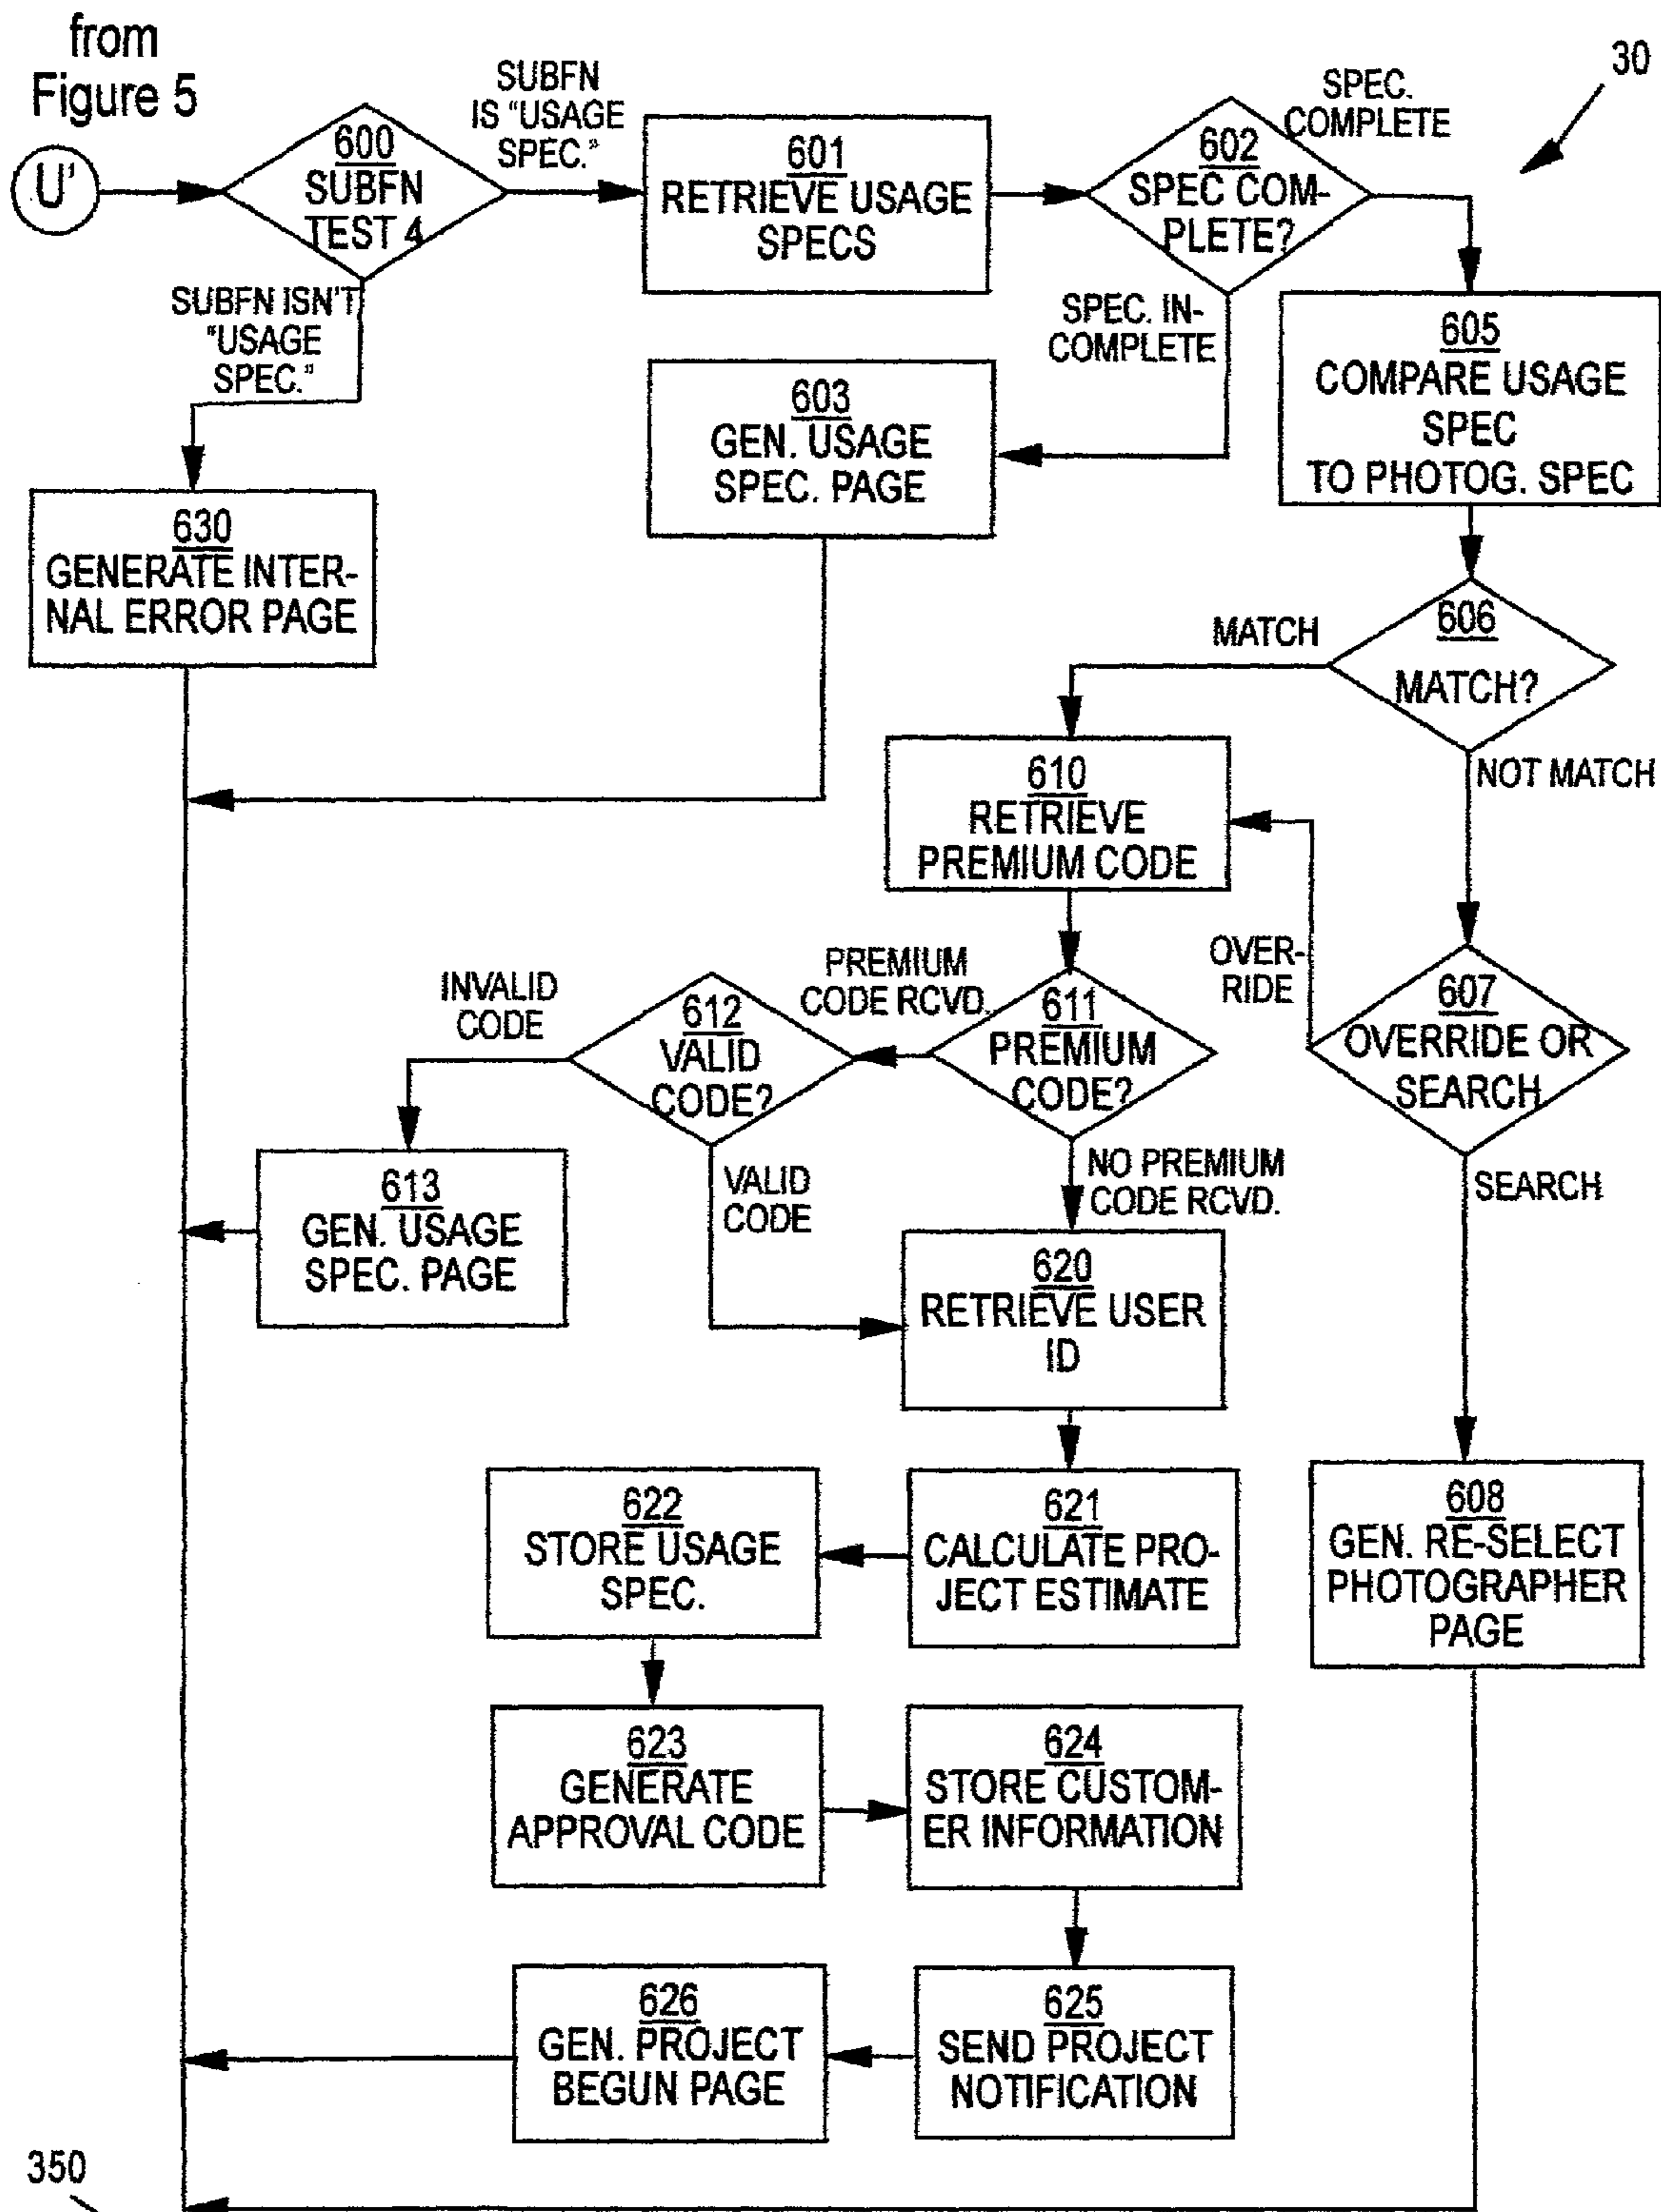 from
Figure 5
U'
600
SUBFN
TEST 4
SUBFN
IS "USAGE
SPEC."
601
RETRIEVE USAGE
SPECS
602
SPEC COM-
PLETE?
SPEC.
COMPLETE
30
SUBFN ISN'T
"USAGE
SPEC."
SPEC. IN-
COMPLETE
605
COMPARE USAGE
SPEC
TO PHOTOG. SPEC
603
GEN. USAGE
SPEC. PAGE
630
GENERATE INTER-
NAL ERROR PAGE
606
MATCH?
MATCH
NOT MATCH
610
RETRIEVE
PREMIUM CODE
OVER-
RIDE
607
OVERRIDE OR
SEARCH
PREMIUM
CODE RCVD.
611
PREMIUM
CODE?
612
VALID
CODE?
INVALID
CODE
613
GEN. USAGE
SPEC. PAGE
VALID
CODE
NO PREMIUM
CODE RCVD.
SEARCH
620
RETRIEVE USER
ID
621
CALCULATE PRO-
JECT ESTIMATE
622
STORE USAGE
SPEC.
608
GEN. RE-SELECT
PHOTOGRAPHER
PAGE
623
GENERATE
APPROVAL CODE
624
STORE CUSTOM-
ER INFORMATION
625
SEND PROJECT
NOTIFICATION
626
GEN. PROJECT
BEGUN PAGE
350